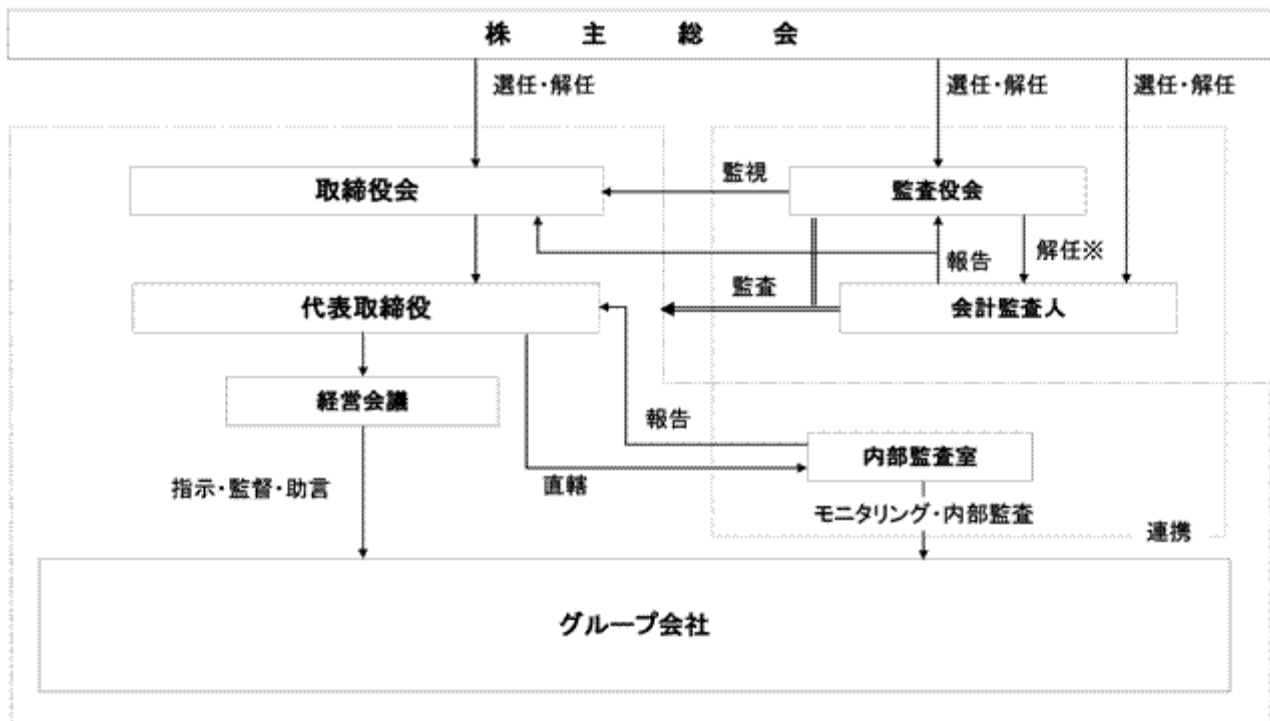 株主総会
選任・解任
選任・解任
選任・解任
取締役会
監視
監査役会
報告
解任※
代表取締役
監査
会計監査人
経営会議
報告
内部監査室
指示・監督・助言
直轄
モニタリング・内部監査
連携
グループ会社